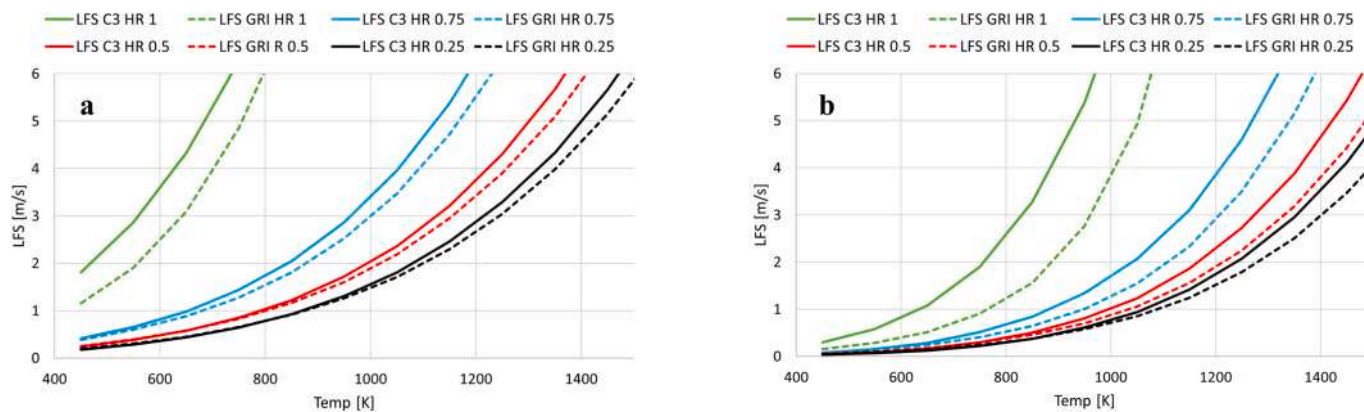 LFS C3 HR 1 LFS GRI HR 1 LFS C3 HR 0.75 LFS GRI HR 0.75
LFS C3 HR 0.5 LFS GRI R 0.5 LFS C3 HR 0.25 LFS GRI HR 0.25
6
5
4
3
2
1
0
LFS [m/s]
a
400 600 800 1000 1200 1400
Temp [K]
LFS C3 HR 1 LFS GRI HR 1 LFS C3 HR 0.75 LFS GRI HR 0.75
LFS C3 HR 0.5 LFS GRI HR 0.5 LFS C3 HR 0.25 LFS GRI HR 0.25
6
5
4
3
2
1
0
LFS [m/s]
b
400 600 800 1000 1200 1400
Temp [K]